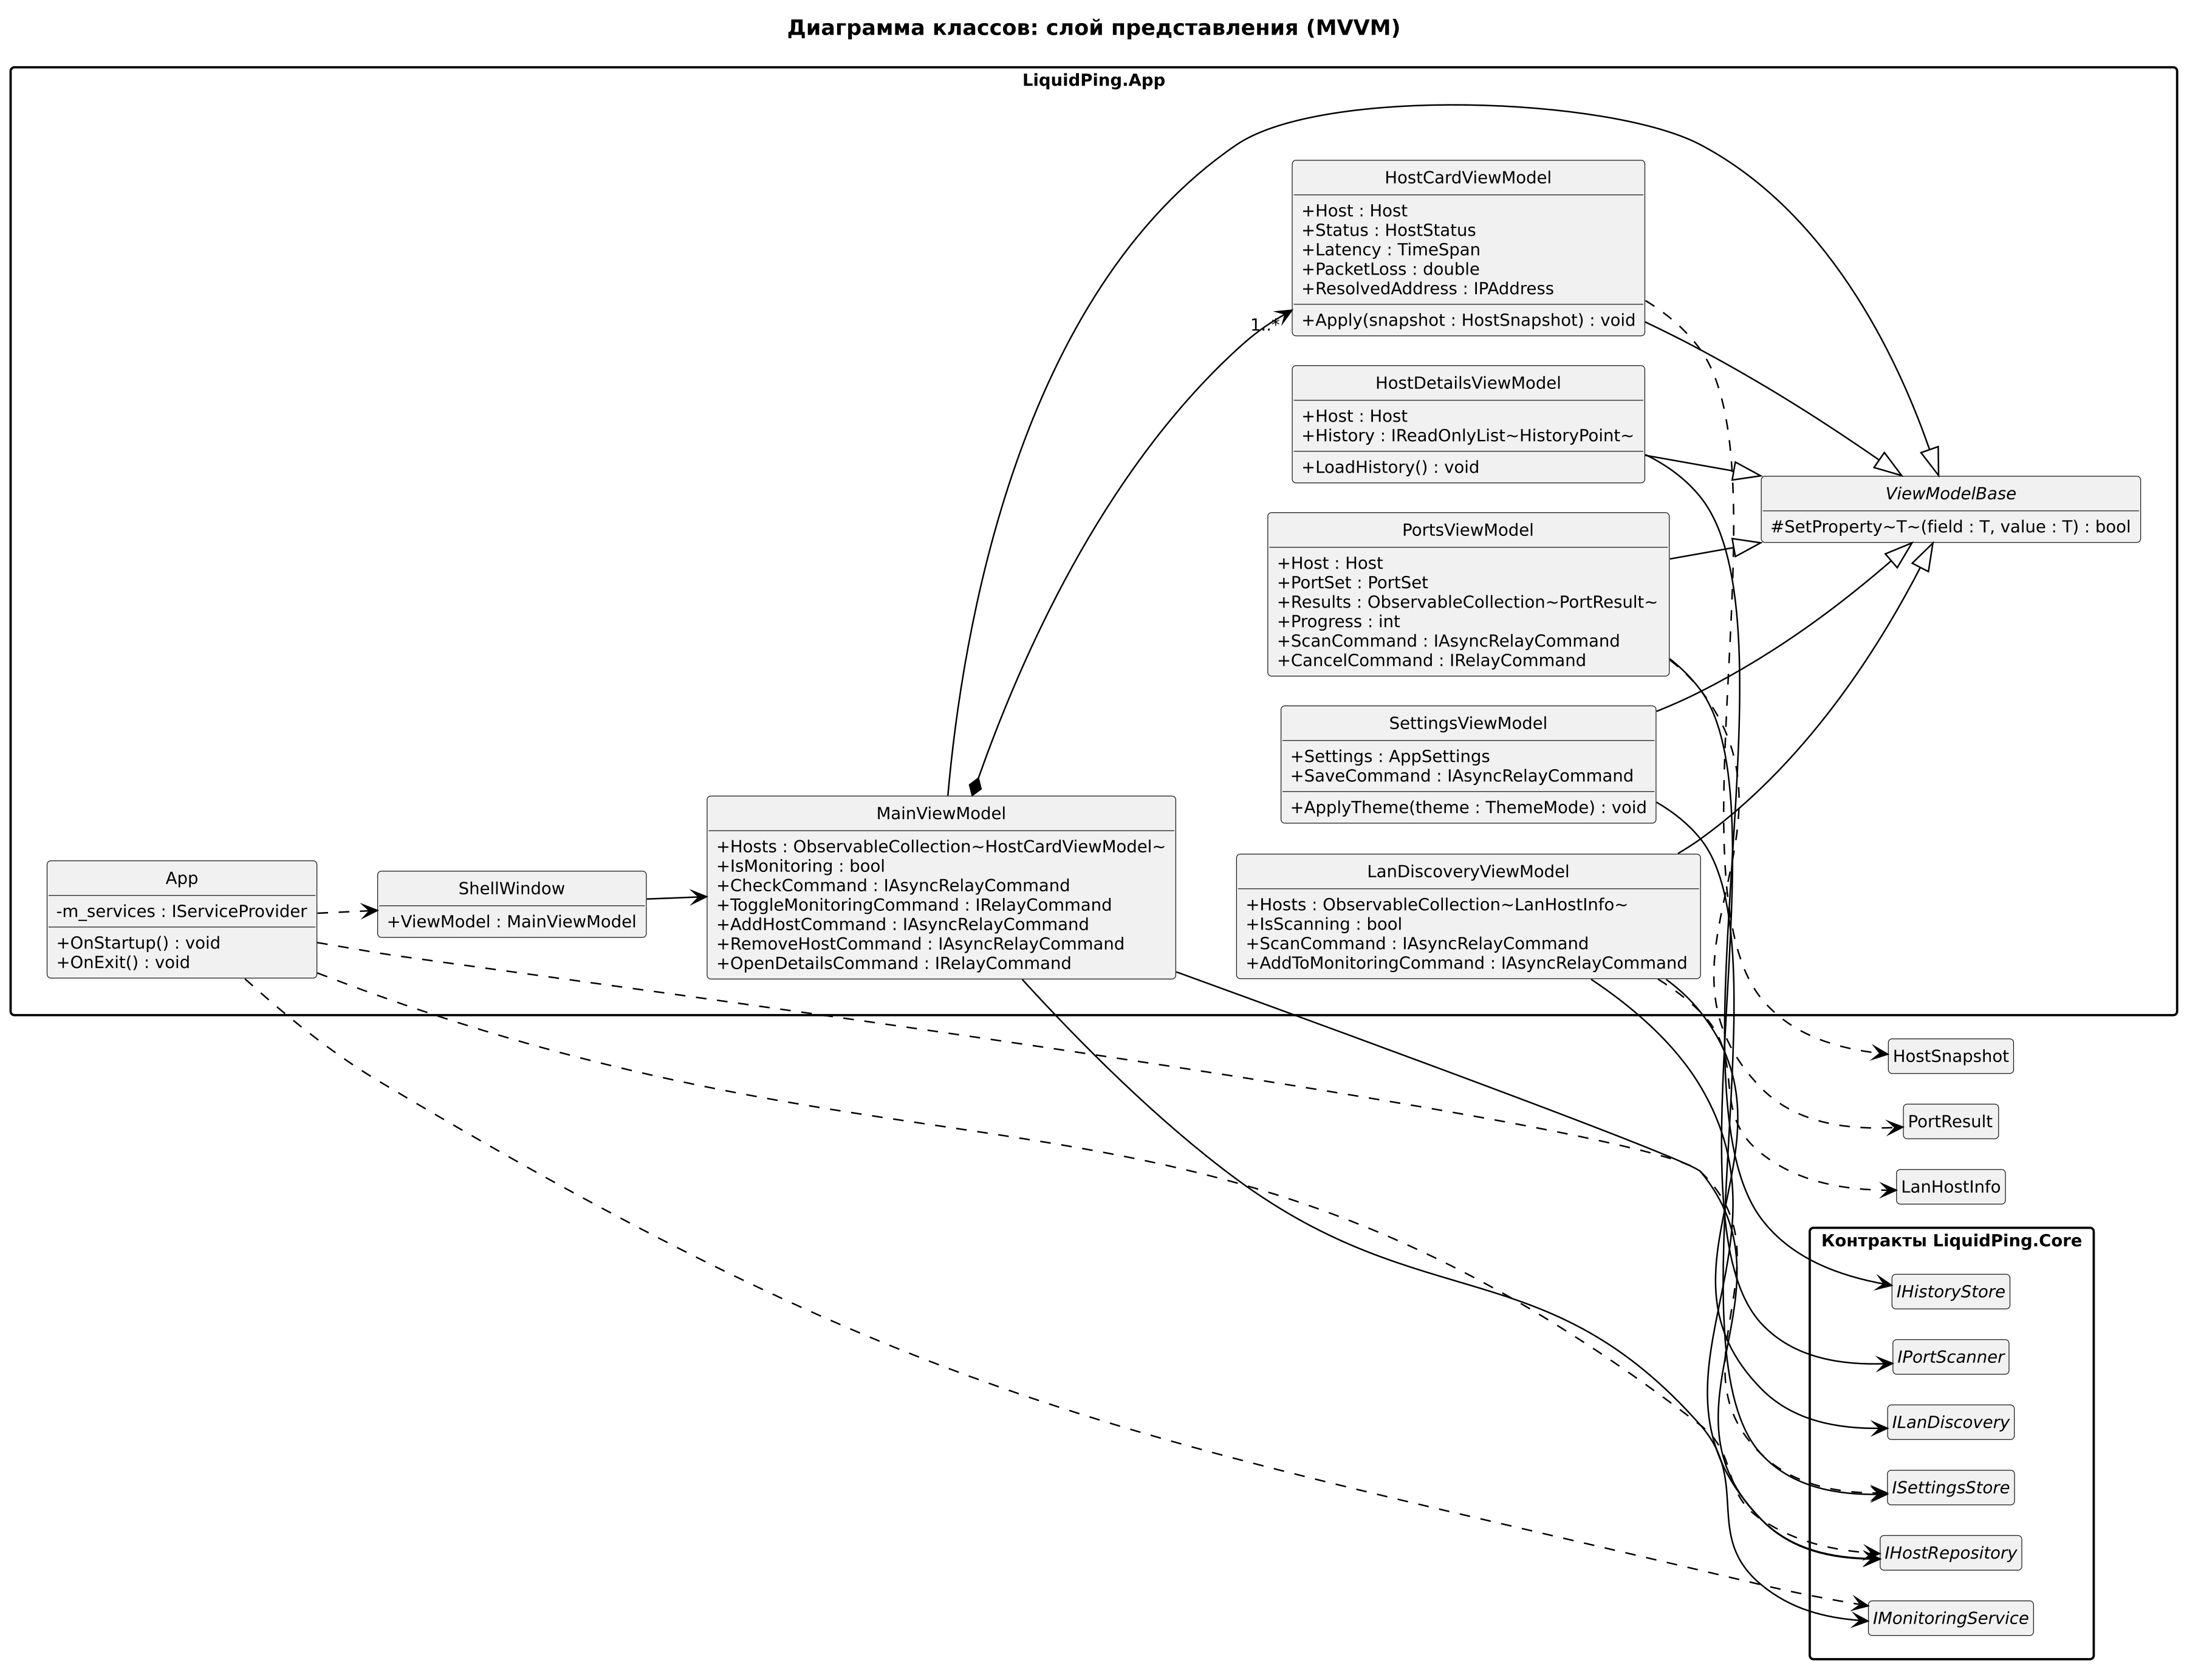 Диаграмма классов: слой представления (MVVM)
LiquidPing.App
HostCardViewModel
+Host : Host
+Status : HostStatus
+Latency : TimeSpan
+PacketLoss : double
+ResolvedAddress : IPAddress
+Apply(snapshot : HostSnapshot) : void
1..*
HostDetailsViewModel
+Host : Host
+History : IReadOnlyList~HistoryPoint~
+LoadHistory() : void
ViewModelBase
#SetProperty~T~(field : T, value : T) : bool
PortsViewModel
+Host : Host
+PortSet : PortSet
+Results : ObservableCollection~PortResult~
+Progress : int
+ScanCommand : IAsyncRelayCommand
+CancelCommand : IRelayCommand
SettingsViewModel
+Settings : AppSettings
+SaveCommand : IAsyncRelayCommand
+ApplyTheme(theme : ThemeMode) : void
App
-m_services : IServiceProvider
+OnStartup() : void
+OnExit() : void
ShellWindow
+ViewModel : MainViewModel
MainViewModel
+Hosts : ObservableCollection~HostCardViewModel~
+IsMonitoring : bool
+CheckCommand : IAsyncRelayCommand
+ToggleMonitoringCommand : IRelayCommand
+AddHostCommand : IAsyncRelayCommand
+RemoveHostCommand : IAsyncRelayCommand
+OpenDetailsCommand : IRelayCommand
LanDiscoveryViewModel
+Hosts : ObservableCollection~LanHostInfo~
+IsScanning : bool
+ScanCommand : IAsyncRelayCommand
+AddToMonitoringCommand : IAsyncRelayCommand
HostSnapshot
PortResult
LanHostInfo
Контракты LiquidPing.Core
IHistoryStore
IPortScanner
ILanDiscovery
ISettingsStore
IHostRepository
IMonitoringService